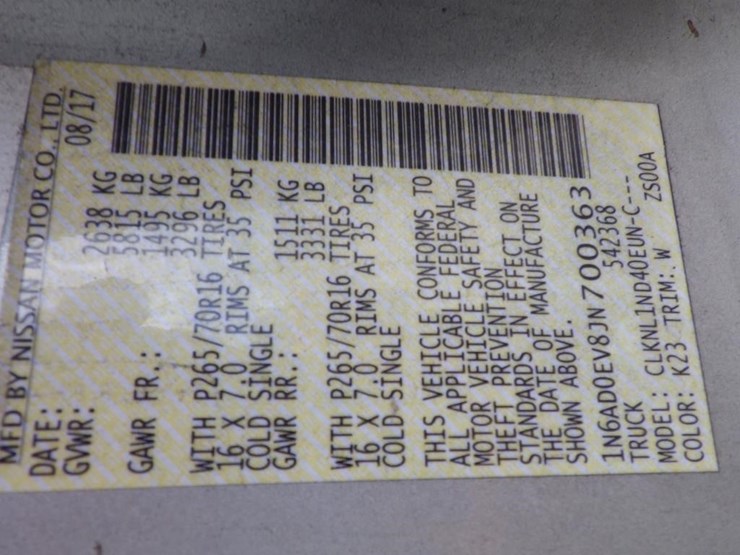 MFD BY NISSAN MOTOR CO., LTD.
DATE: 08/17
GVWR: 2638 KG
5815 LB
GAWR FR.: 1495 KG
3296 LB
WITH P265/70R16 TIRES
16 X 7.0 RIMS AT 35 PSI
COLD SINGLE
GAWR RR.: 1511 KG
3331 LB
WITH P265/70R16 TIRES
16 X 7.0 RIMS AT 35 PSI
COLD SINGLE
THIS VEHICLE CONFORMS TO
ALL APPLICABLE FEDERAL
MOTOR VEHICLE SAFETY AND
THEFT PREVENTION
STANDARDS IN EFFECT ON
THE DATE OF MANUFACTURE
SHOWN ABOVE.
1N6AD0EV8JN700363
TRUCK 542368
MODEL: CLKNL1ND40EUN-C---
COLOR: K23 TRIM: W ZS00A